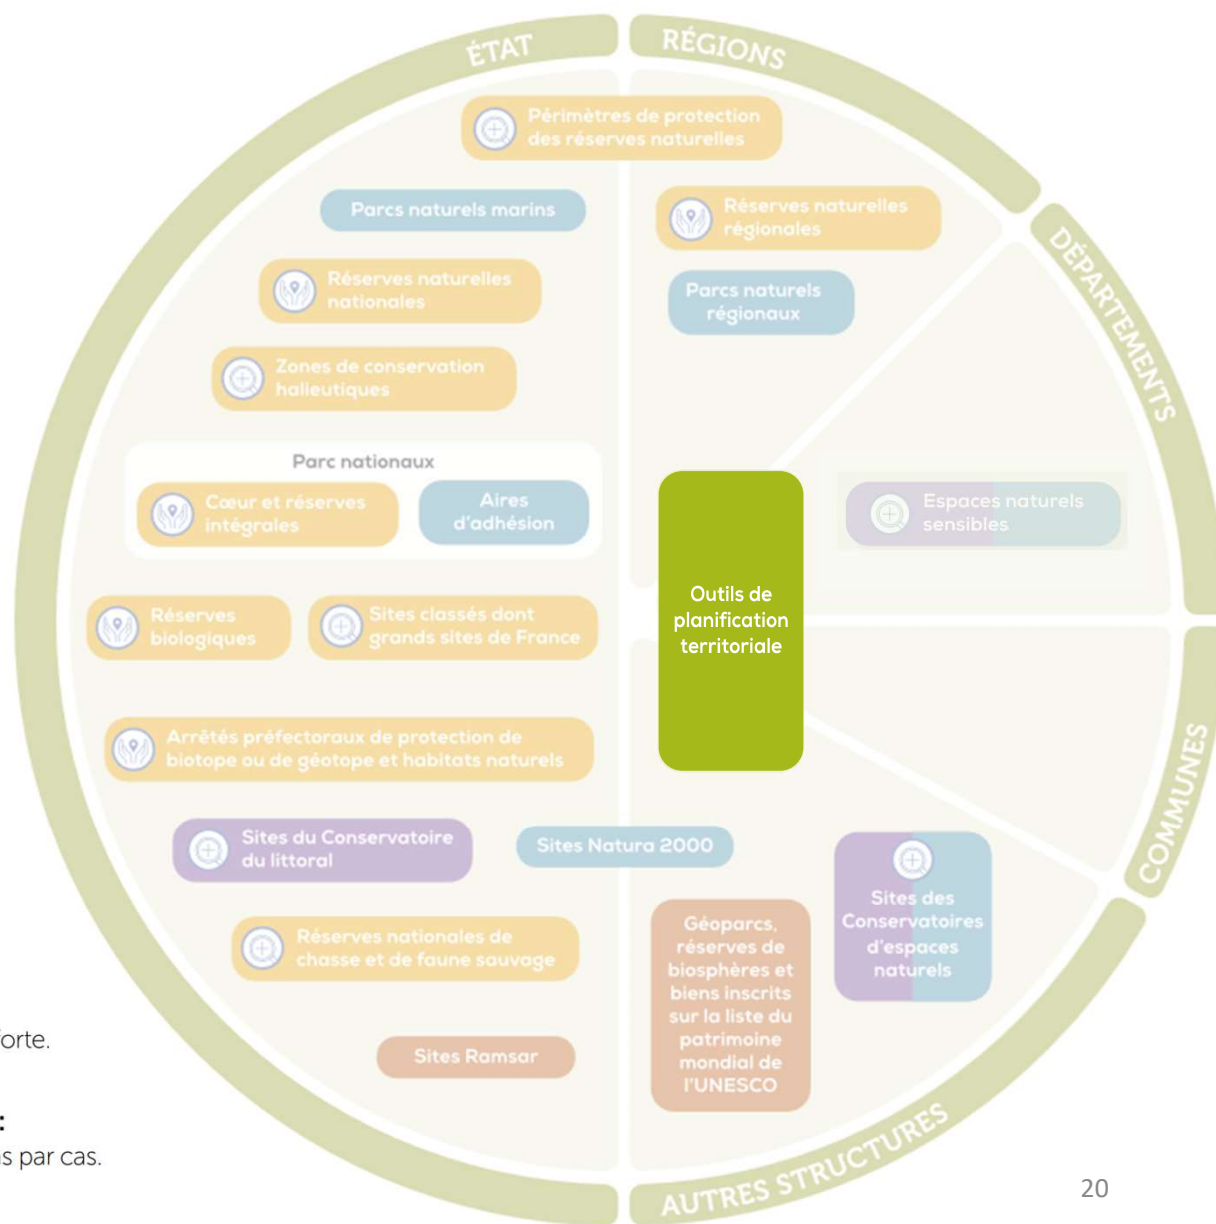 ÉTAT
RÉGIONS
DÉPARTEMENTS
COMMUNES
AUTRES STRUCTURES
Périmètres de protection
des réserves naturelles
Parcs naturels marins
Réserves naturelles
régionales
Réserves naturelles
nationales
Parcs naturels
régionaux
Zones de conservation
halieutiques
Parc nationaux
Cœur et réserves
intégrales
Aires
d'adhésion
Espaces naturels
sensibles
Outils de
planification
territoriale
Réserves
biologiques
Sites classés dont
grands sites de France
Arrêtés préfectoraux de protection de
biotope ou de géotope et habitats naturels
Sites du Conservatoire
du littoral
Sites Natura 2000
Sites des
Conservatoires
d'espaces
naturels
Réserves nationales de
chasse et de faune sauvage
Géoparcs,
réserves de
biosphères et
biens inscrits
sur la liste du
patrimoine
mondial de
l'UNESCO
Sites Ramsar
orte.
:
s par cas.
20